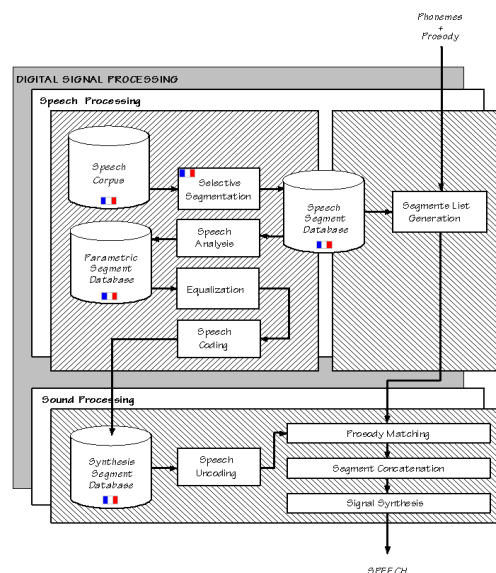 Phonemes
+
Prosody
DIGITAL SIGNAL PROCESSING
Speech Processing
Speech
Corpus
Selective
Segmentation
Speech
Segment
Database
Segments List
Generation
Speech
Analysis
Parametric
Segment
Database
Equalization
Speech
Coding
Sound Processing
Synthesis
Segment
Database
Speech
Uncoding
Prosody Matching
Segment Concatenation
Signal Synthesis
SPEECH